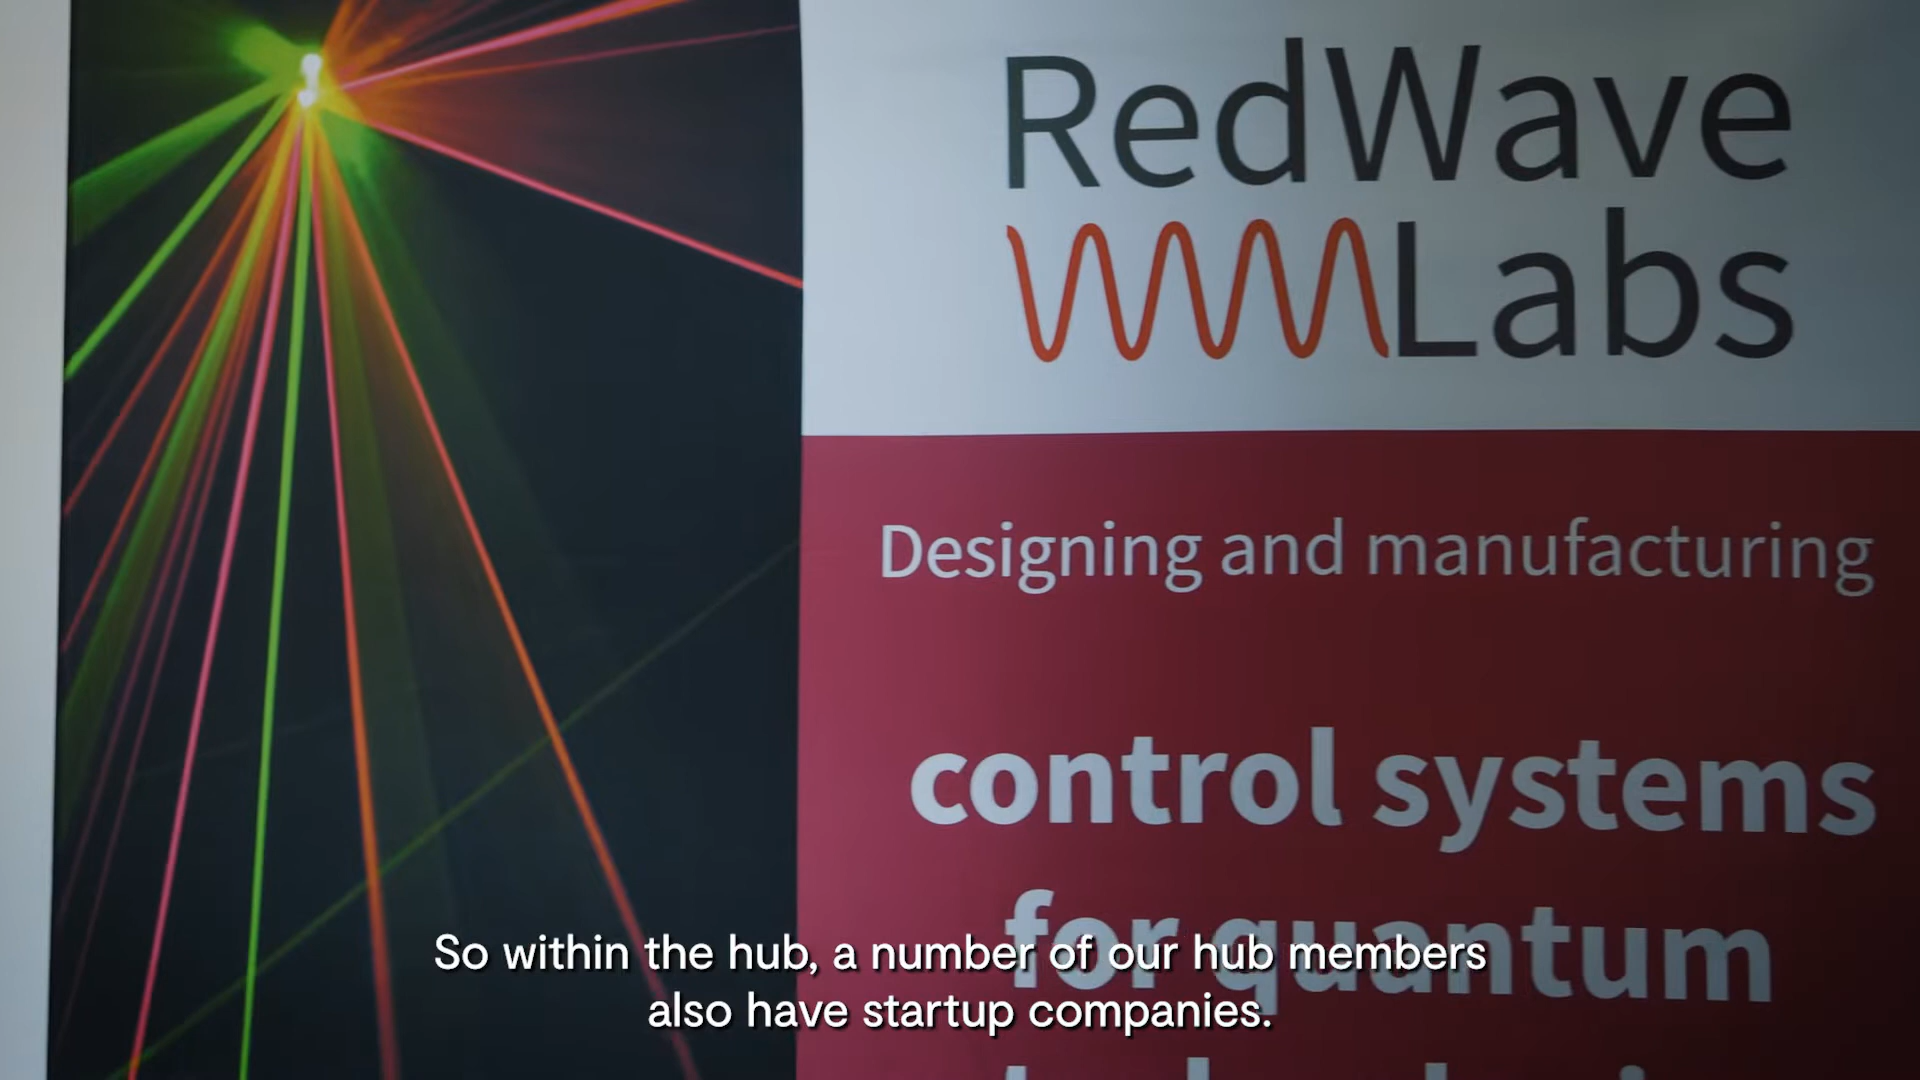 RedWave
Labs
Designing and manufacturing
control systems
for quantum
So within the hub, a number of our hub members
also have startup companies.